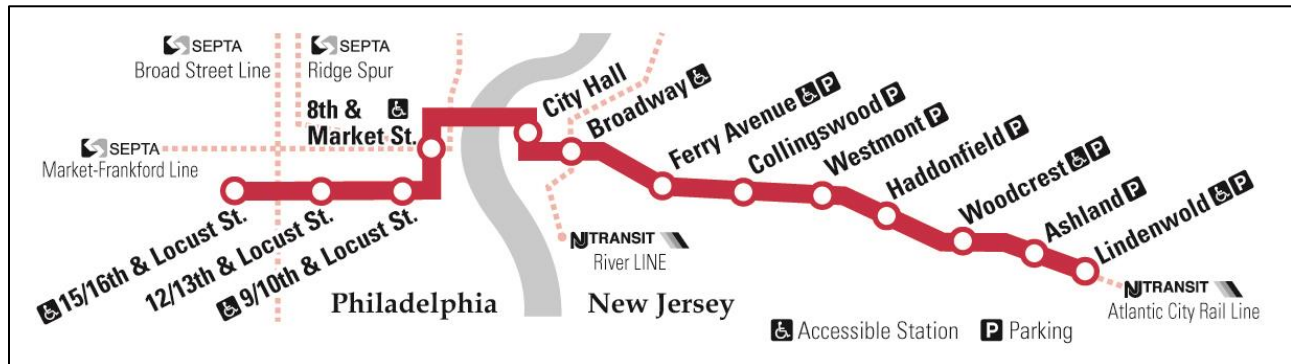 SEPTA
Broad Street Line
SEPTA
Ridge Spur
8th &
Market St.
SEPTA
Market-Frankford Line
15/16th & Locust St.
12/13th & Locust St.
9/10th & Locust St.
City Hall
Broadway
Ferry Avenue P
Collingswood P
Westmont P
Haddonfield P
Woodcrest P
Ashland P
Lindenwold P
NJTRANSIT
River LINE
NJTRANSIT
Atlantic City Rail Line
Philadelphia
New Jersey
Accessible Station
P Parking